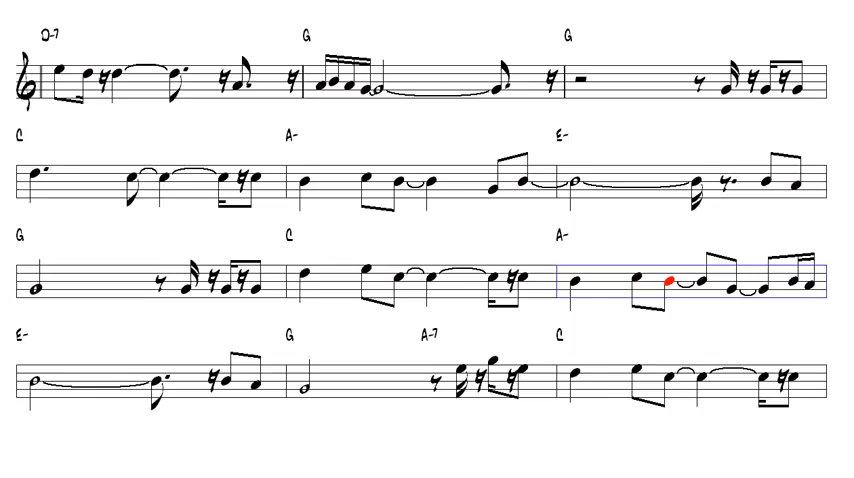 D-7 G G
C A- E-
G C A-
E- G A-7 C